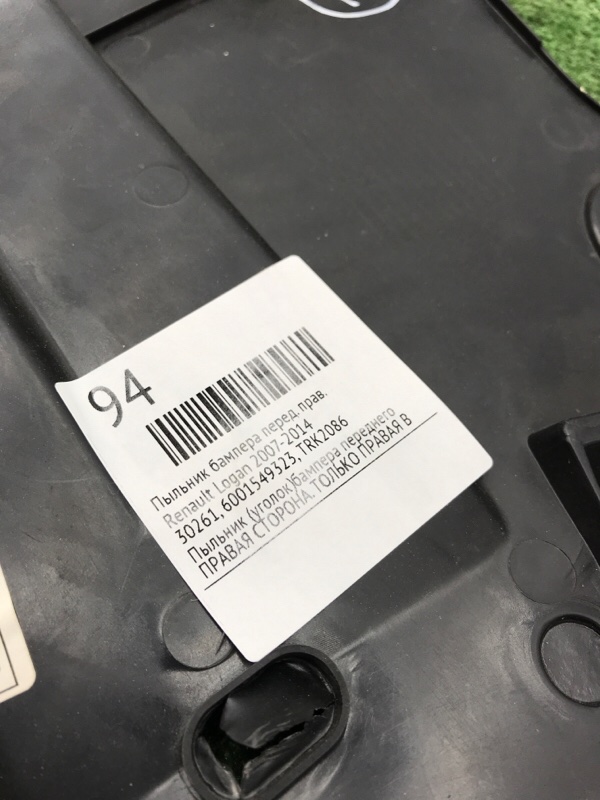 94
Пыльник бампера перед. прав.
Renault Logan 2007-2014
30261, 6001549323, TRK2086
Пыльник (уголок)бампера переднего
ПРАВАЯ СТОРОНА. ТОЛЬКО ПРАВАЯ В